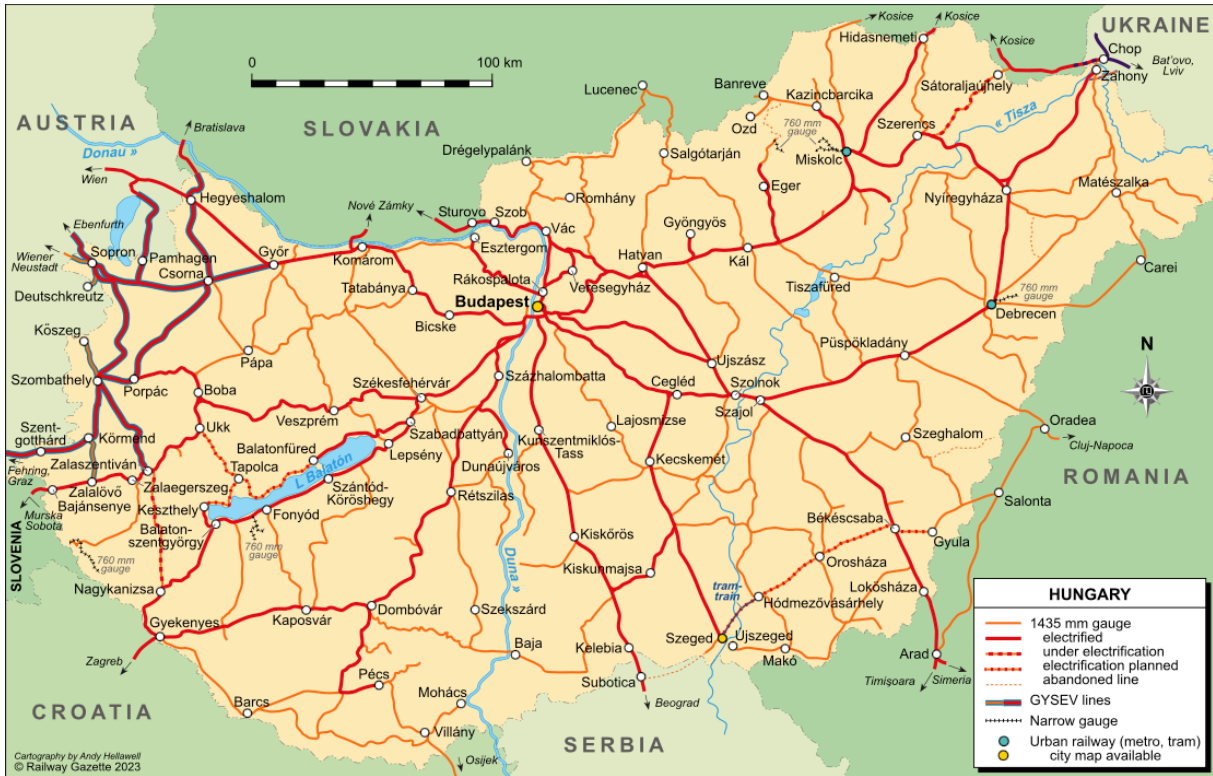 Kosice
Kosice
UKRAINE
Hidasnemeti
Kosice
Chop
Bat'ovo,
Lviv
0
100 km
Záhony
Lucenec
Banreve
Kazincbarcika
Sátoraljaújhely
AUSTRIA
Bratislava
SLOVAKIA
Ozd
760 mm
gauge
Szerencs
« Tisza
Donau »
Drégelypalánk
Salgótarján
Miskolc
Wien
Eger
Nyíregyháza
Mátészalka
Hegyeshalom
Nové Zámky
Romhány
Ebenfurth
Sturovo
Szob
Gyöngyös
Wiener
Neustadt
Sopron
Pamhagen
Győr
Komárom
Esztergom
Vác
Hatvan
Kál
Carei
Csorna
Rákospalota
Veresegyház
Tiszafüred
760 mm
gauge
Deutschkreutz
Tatabánya
Budapest
Debrecen
Kőszeg
Bicske
Püspökladány
N
Pápa
Ujszász
Szombathely
Porpác
Boba
Székesfehérvár
Százhalombatta
Cegléd
Szolnok
Szajol
Veszprém
Lajosmizse
Oradea
Szent-
gotthárd
Körmend
Ukk
Szabadbattyán
Kunszentmiklós-
Tass
Szeghalom
Cluj-Napoca
Balatonfüred
Lepsény
Fehring,
Graz
Zalaszentiván
Tapolca
L Balatón
Dunaújváros
Kecskemet
ROMANIA
Zalalövő
Zalaegerszeg
Szántód-
Köröshegy
Rétszilas
Salonta
Bajánsenye
Keszthely
Murska
Sobota
Fonyód
Balaton-
szentgyörgy
Békéscsaba
Kiskőrös
Gyula
SLOVENIA
760 mm
gauge
760 mm
gauge
Duna »
Orosháza
Kiskunmajsa
Lokösháza
Nagykanizsa
tram-
train
Dombóvár
Szekszárd
Hódmezővásárhely
Gyekenyes
Kaposvár
Szeged
Ujszeged
Zagreb
Baja
Kelebia
Makó
Arad
Pécs
Subotica
Timişoara
Simeria
Barcs
Mohács
Beograd
CROATIA
Villány
SERBIA
Osijek
HUNGARY
1435 mm gauge
electrified
under electrification
electrification planned
abandoned line
GYSEV lines
Narrow gauge
Urban railway (metro, tram)
city map available
Cartography by Andy Hellawell
© Railway Gazette 2023